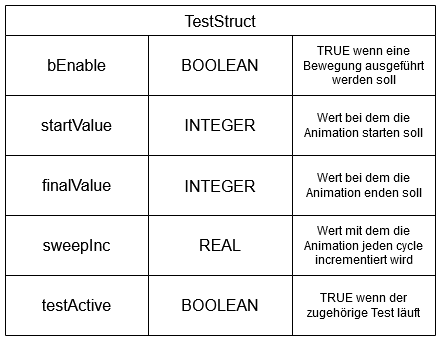 TestStruct
bEnable
BOOLEAN
TRUE wenn eine
Bewegung ausgeführt
werden soll
startValue
INTEGER
Wert bei dem die
Animation starten soll
finalValue
INTEGER
Wert bei dem die
Animation enden soll
sweepInc
REAL
Wert mit dem die
Animation jeden cycle
incrementiert wird
testActive
BOOLEAN
TRUE wenn der
zugehörige Test läuft